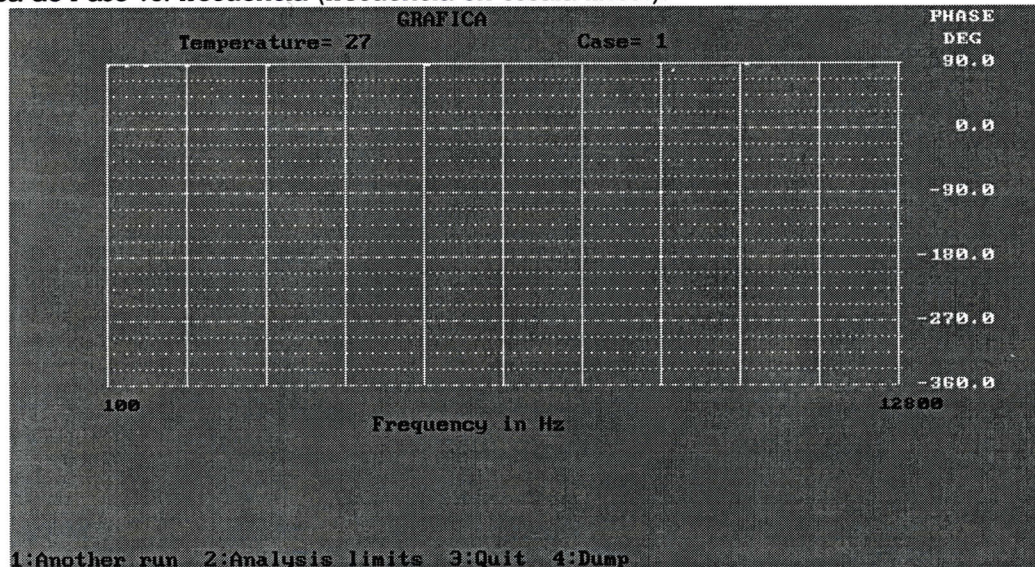 GRAFICA
PHASE
Temperature= 27 Case= 1 DEG
90.0
0.0
-90.0
-180.0
-270.0
-360.0
100 12800
Frequency in Hz
1:Another run 2:Analysis limits 3:Quit 4:Dump